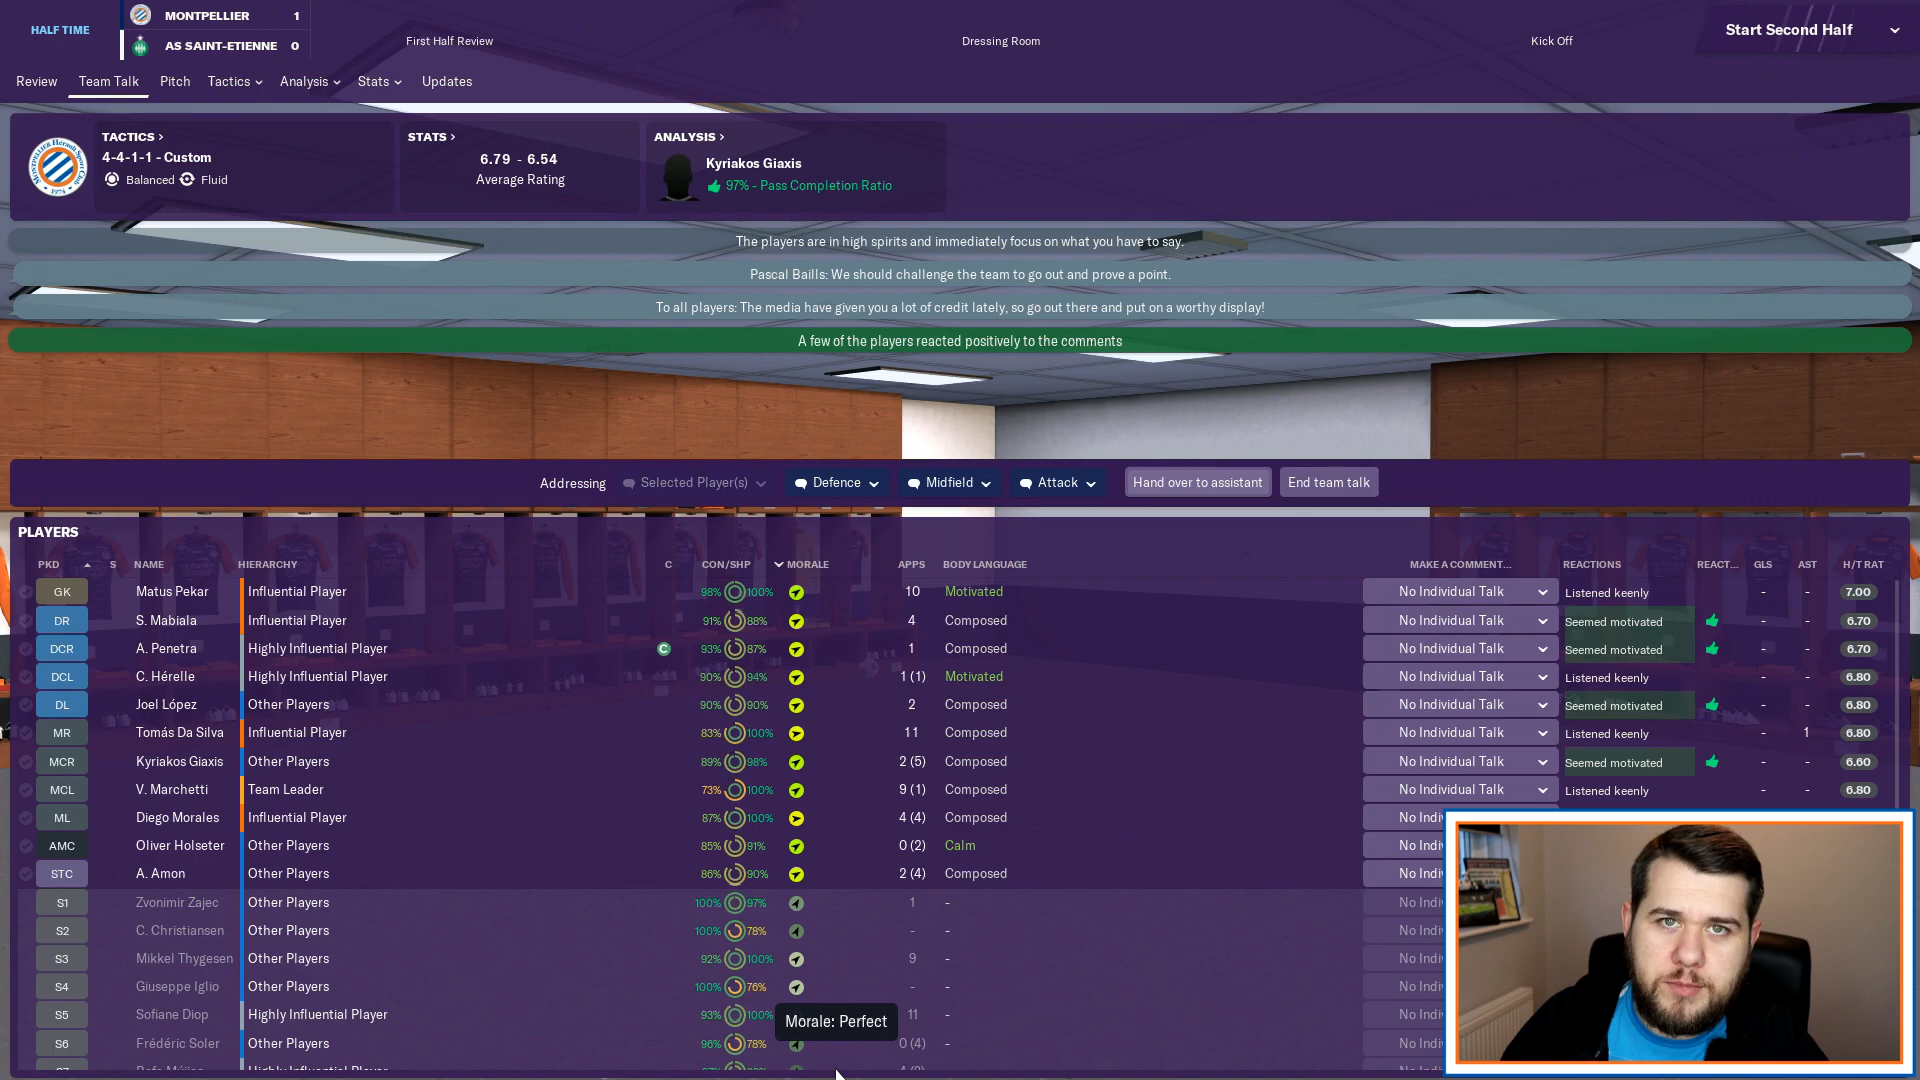 HALF TIME
MONTPELLIER 1
AS SAINT-ETIENNE 0
First Half Review
Dressing Room
Kick Off
Start Second Half
Review Team Talk Pitch Tactics Analysis Stats Updates
TACTICS >
4-4-1-1 - Custom
Balanced Fluid
STATS >
6.79 - 6.54
Average Rating
ANALYSIS >
Kyriakos Giaxis
97% - Pass Completion Ratio
The players are in high spirits and immediately focus on what you have to say.
Pascal Baills: We should challenge the team to go out and prove a point.
To all players: The media have given you a lot of credit lately, so go out there and put on a worthy display!
A few of the players reacted positively to the comments
Addressing Selected Player(s) Defence Midfield Attack Hand over to assistant End team talk
PLAYERS
PKD S NAME HIERARCHY C CON/SHP MORALE APPS BODY LANGUAGE MAKE A COMMENT... REACTIONS REACT... GLS AST H/T RAT
GK Matus Pekar Influential Player 98% 100% 10 Motivated No Individual Talk Listened keenly - - 7.00
DR S. Mabiala Influential Player 91% 88% 4 Composed No Individual Talk Seemed motivated - - 6.70
DCR A. Penetra Highly Influential Player C 93% 87% 1 Composed No Individual Talk Seemed motivated - - 6.70
DCL C. Hérelle Highly Influential Player 90% 94% 1 (1) Motivated No Individual Talk Listened keenly - - 6.80
DL Joel López Other Players 90% 90% 2 Composed No Individual Talk Seemed motivated - - 6.80
MR Tomás Da Silva Influential Player 83% 100% 11 Composed No Individual Talk Listened keenly - 1 6.80
MCR Kyriakos Giaxis Other Players 89% 98% 2 (5) Composed No Individual Talk Seemed motivated - - 6.60
MCL V. Marchetti Team Leader 73% 100% 9 (1) Composed No Individual Talk Listened keenly - - 6.80
ML Diego Morales Influential Player 87% 100% 4 (4) Composed No Indi
AMC Oliver Holseter Other Players 85% 91% 0 (2) Calm No Indi
STC A. Amon Other Players 86% 90% 2 (4) Composed No Indi
S1 Zvonimir Zajec Other Players 100% 97% 1 - No Indi
S2 C. Christiansen Other Players 100% 78% - - No Indi
S3 Mikkel Thygesen Other Players 92% 100% 9 - No Indi
S4 Giuseppe Iglio Other Players 100% 76% - - No Indi
S5 Sofiane Diop Highly Influential Player 93% 100% 11 - No Indi
Morale: Perfect
S6 Frédéric Soler Other Players 96% 78% 0 (4) - No Indi